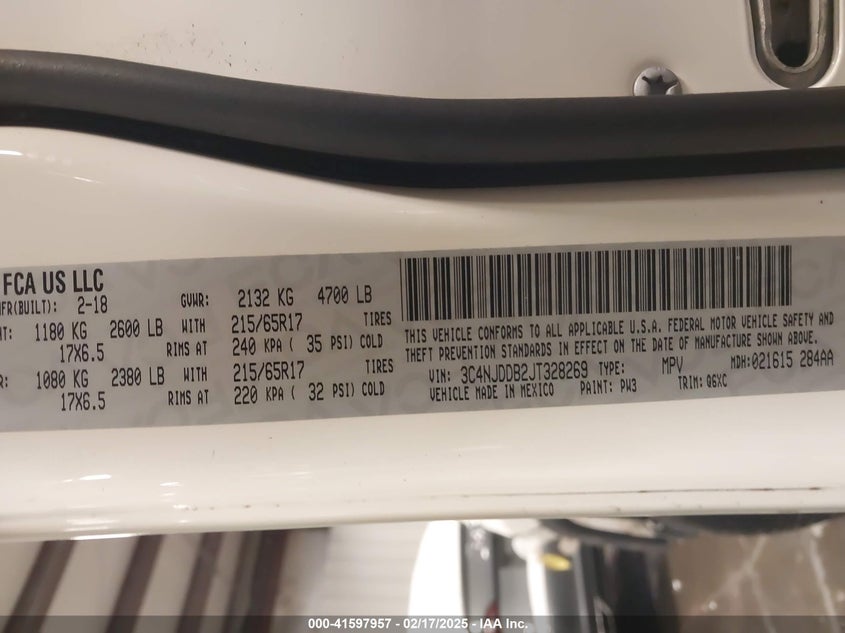 FCA US LLC
MFR(BUILT): 2-18 GVWR: 2132 KG 4700 LB
1180 KG 2600 LB WITH 215/65R17 TIRES
17X6.5 RIMS AT 240 KPA ( 35 PSI) COLD
1080 KG 2380 LB WITH 215/65R17 TIRES
17X6.5 RIMS AT 220 KPA ( 32 PSI) COLD
THIS VEHICLE CONFORMS TO ALL APPLICABLE U.S.A. FEDERAL MOTOR VEHICLE SAFETY AND
THEFT PREVENTION STANDARDS IN EFFECT ON THE DATE OF MANUFACTURE SHOWN ABOVE.
VIN: 3C4NJDDB2JT328269 TYPE: MPV MDH:021615 284AA
VEHICLE MADE IN MEXICO PAINT: PW3 TRIM: Q6XC
000-41597957 - 02/17/2025 - IAA Inc.